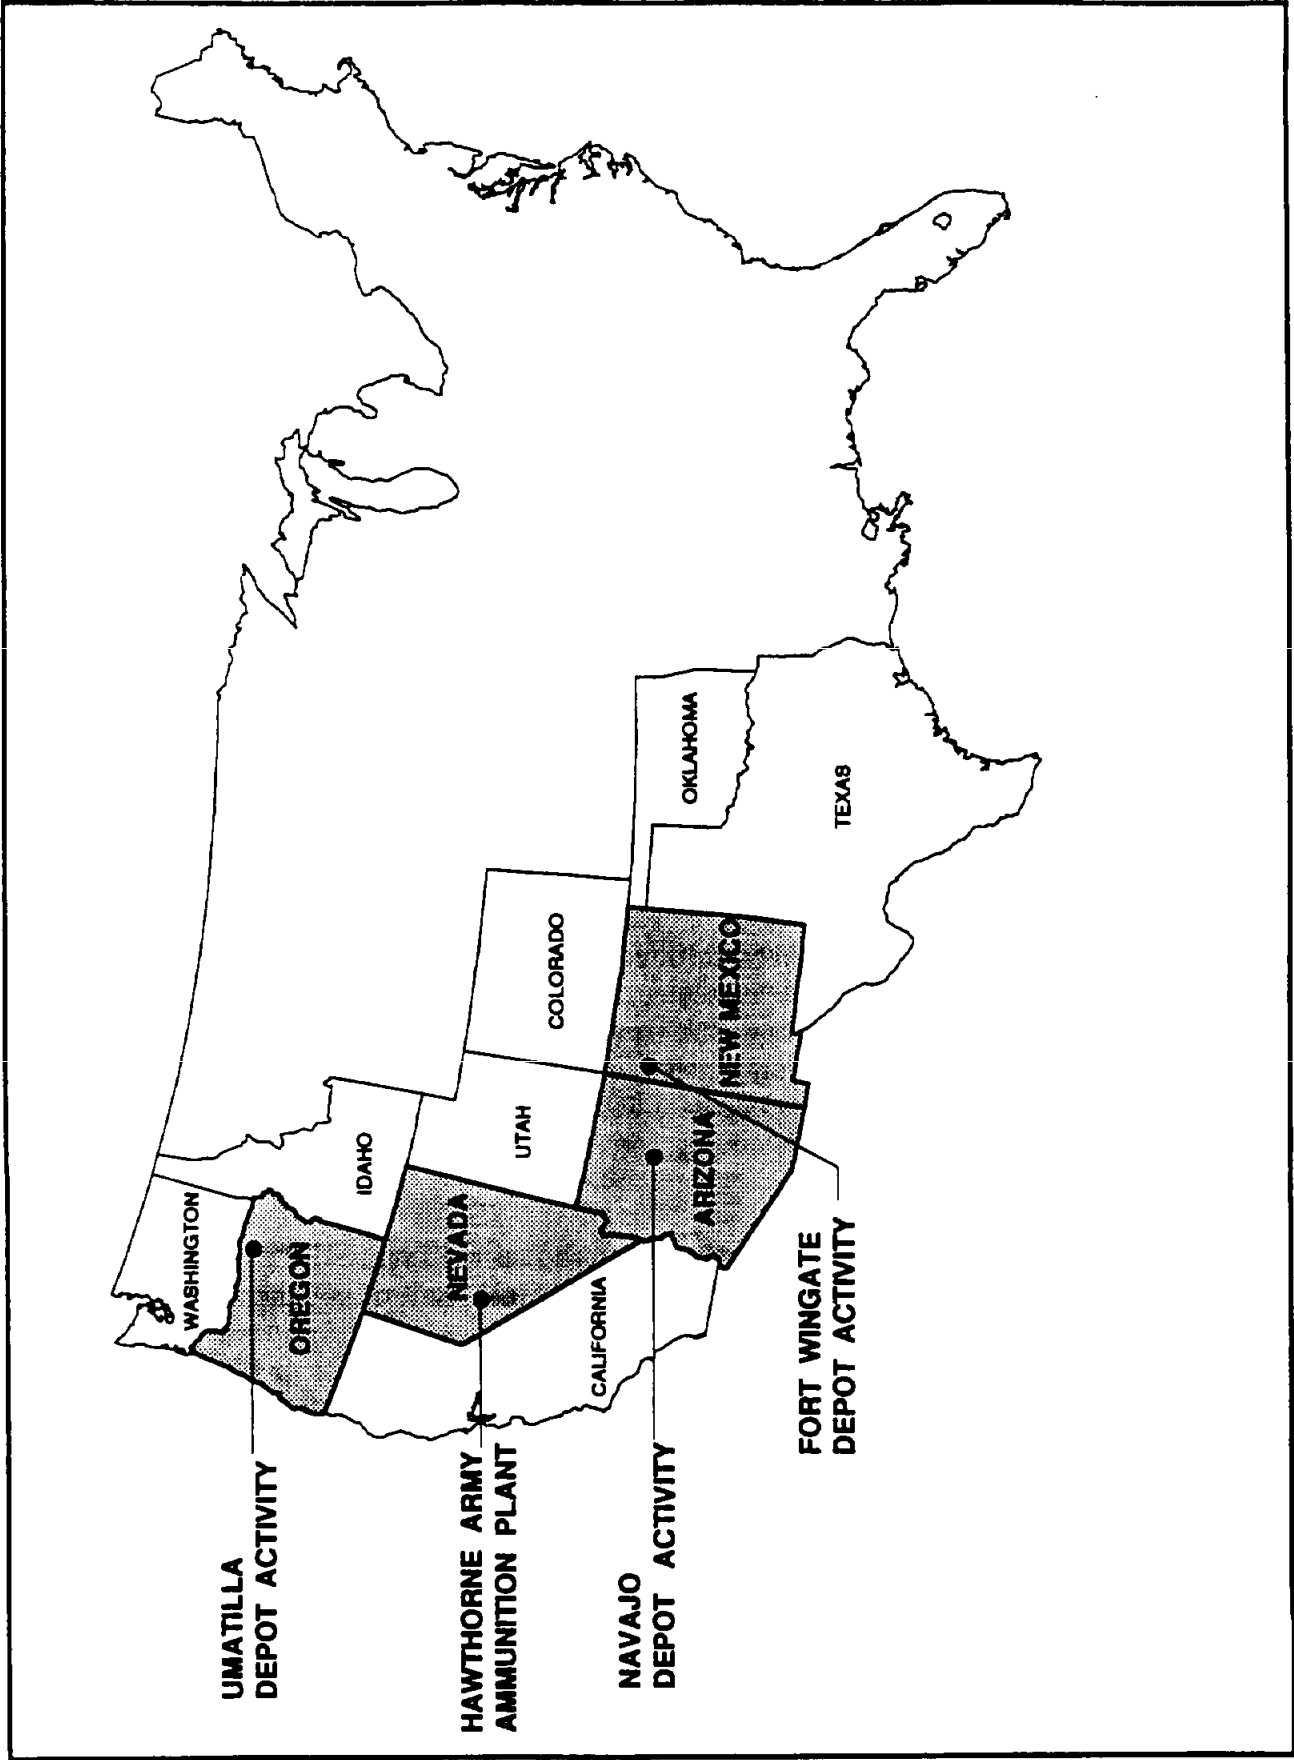 UMATILLA
DEPOT ACTIVITY
HAWTHORNE ARMY
AMMUNITION PLANT
NAVAJO
DEPOT ACTIVITY
FORT WINGATE
DEPOT ACTIVITY
WASHINGTON
OREGON
IDAHO
NEVADA
CALIFORNIA
UTAH
COLORADO
ARIZONA
NEW MEXICO
OKLAHOMA
TEXAS